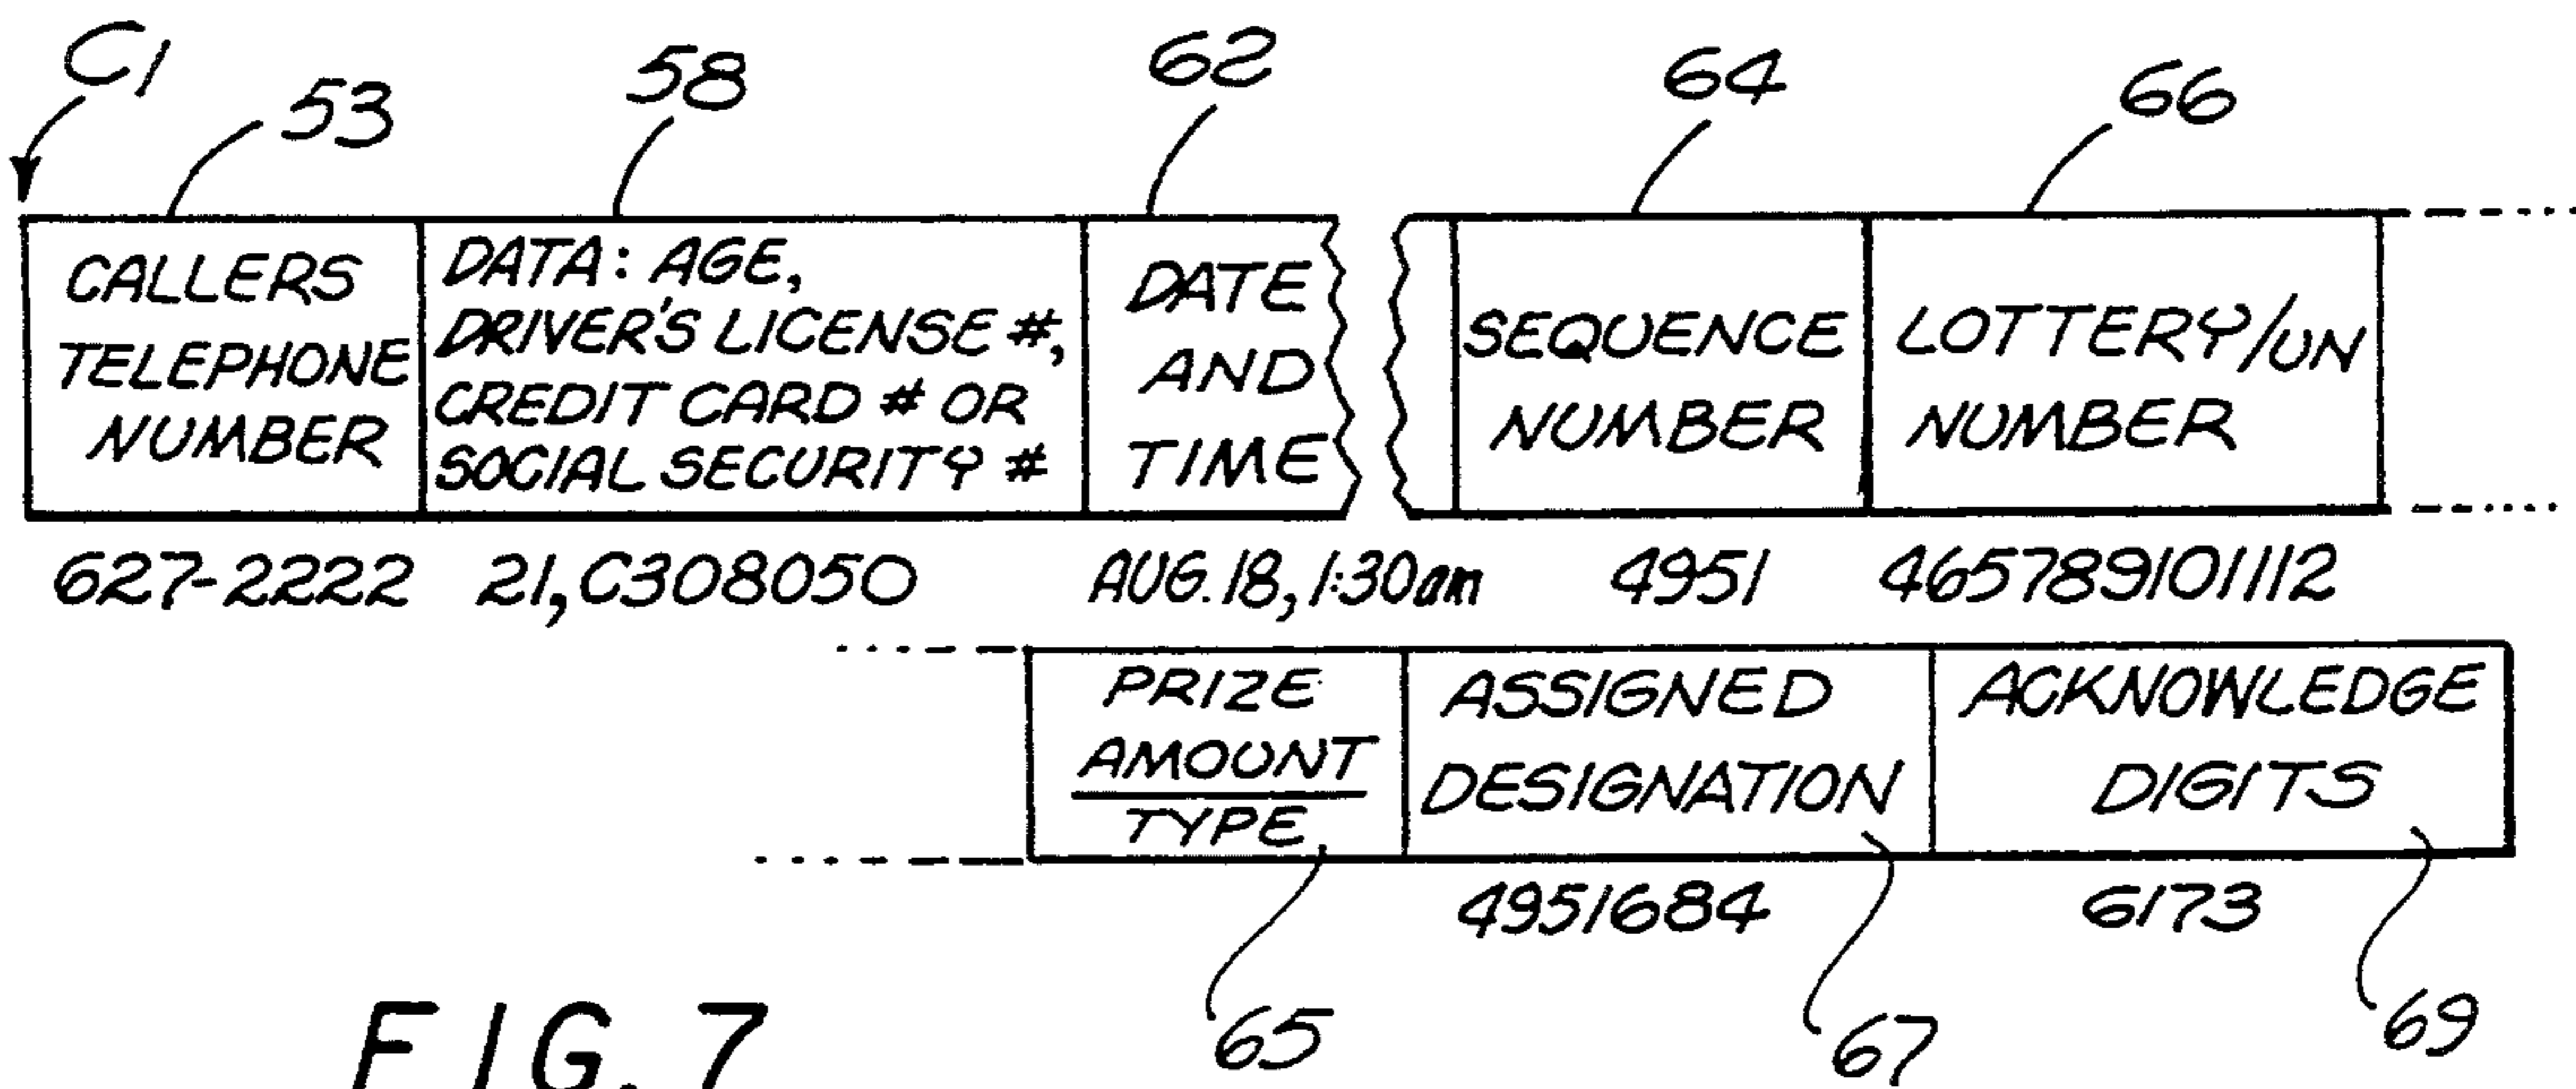 C1
53
58
62
64
66
CALLERS
TELEPHONE
NUMBER
DATA: AGE,
DRIVER'S LICENSE #,
CREDIT CARD # OR
SOCIAL SECURITY #
DATE
AND
TIME
SEQUENCE
NUMBER
LOTTERY/UN
NUMBER
627-2222
21, C308050
AUG. 18, 1:30am
4951
465789101112
PRIZE
AMOUNT
TYPE
ASSIGNED
DESIGNATION
ACKNOWLEDGE
DIGITS
4951684
6173
65
67
69
FIG. 7